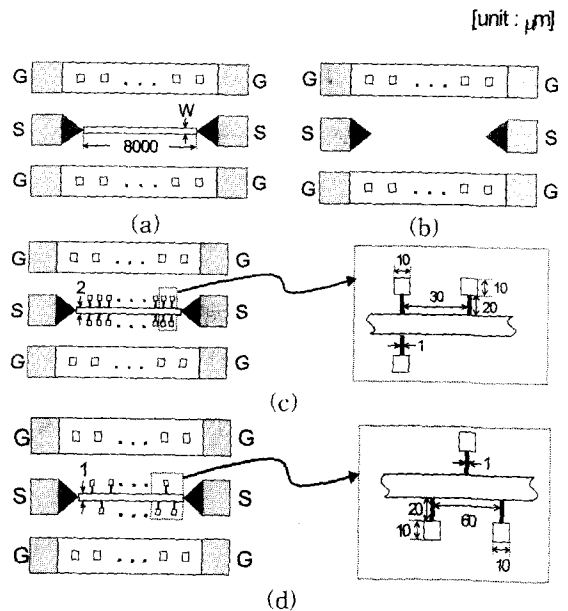 [unit : μm]
G G G G
W
S S S S
8000
G G G G
(a) (b)
G G
2
S S
G G
10
30
10
20
1
(c)
G G
1
S S
G G
1
20
60
10
10
(d)